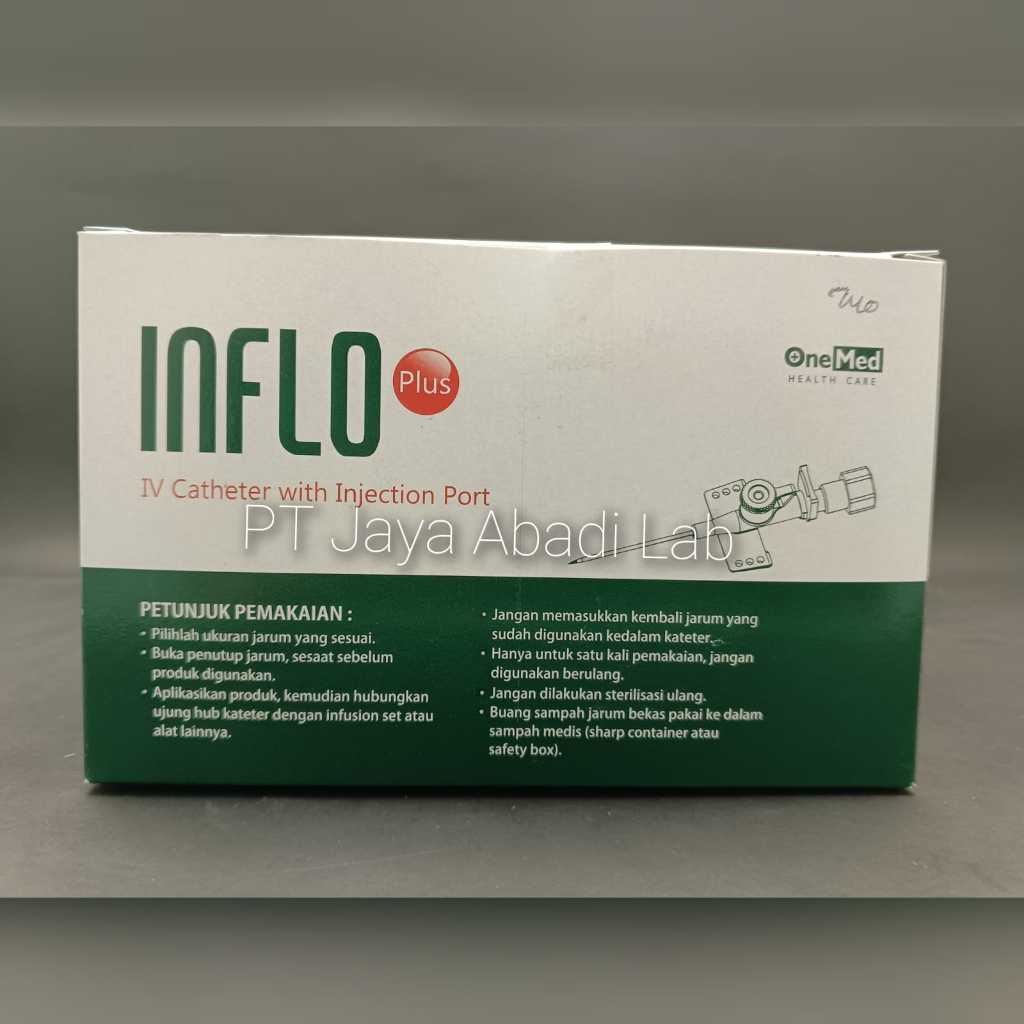 INFLO Plus
OneMed
HEALTH CARE
IV Catheter with Injection Port
PT Jaya Abadi Lab
PETUNJUK PEMAKAIAN :
• Pilihlah ukuran jarum yang sesuai.
• Buka penutup jarum, sesaat sebelum
produk digunakan.
• Aplikasikan produk, kemudian hubungkan
ujung hub kateter dengan infusion set atau
alat lainnya.
• Jangan memasukkan kembali jarum yang
sudah digunakan kedalam kateter.
• Hanya untuk satu kali pemakaian, jangan
digunakan berulang.
• Jangan dilakukan sterilisasi ulang.
• Buang sampah jarum bekas pakai ke dalam
sampah medis (sharp container atau
safety box).